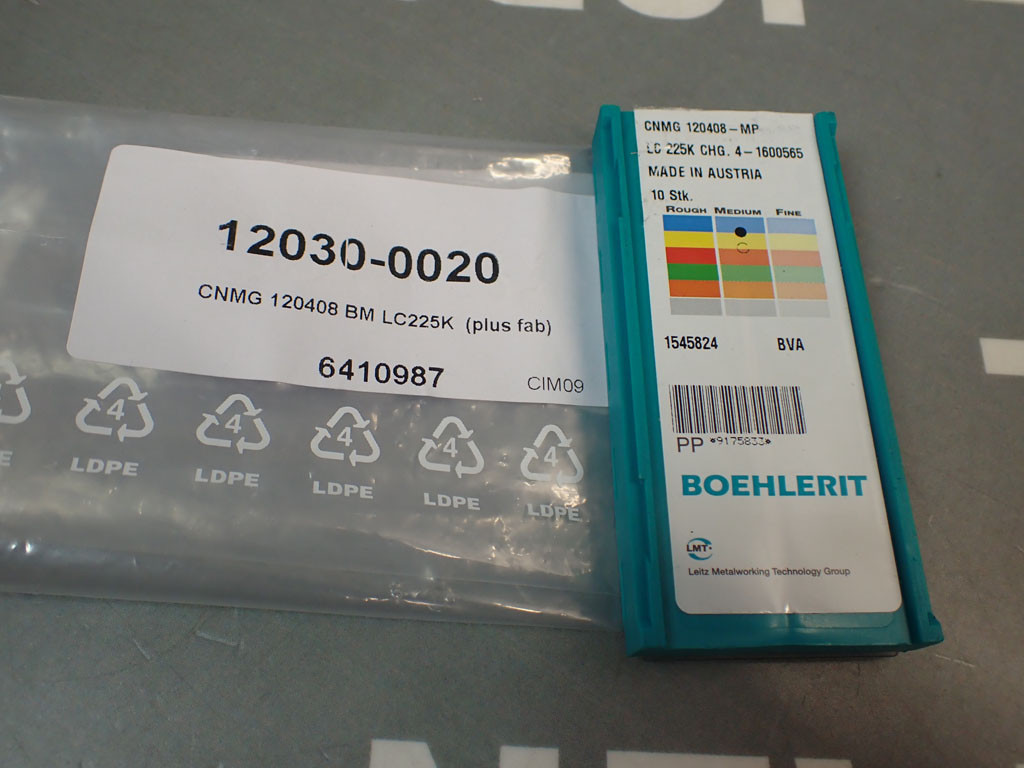 12030-0020
CNMG 120408 BM LC225K (plus fab)
6410987
CIM09
4 4 4 4 4
LDPE LDPE LDPE LDPE LDPE
CNMG 120408-MP
LC 225K CHG. 4-1600565
MADE IN AUSTRIA
10 Stk.
ROUGH MEDIUM FINE
C
1545824 BVA
PP *9175833*
BOEHLERIT
LMT
Leitz Metalworking Technology Group